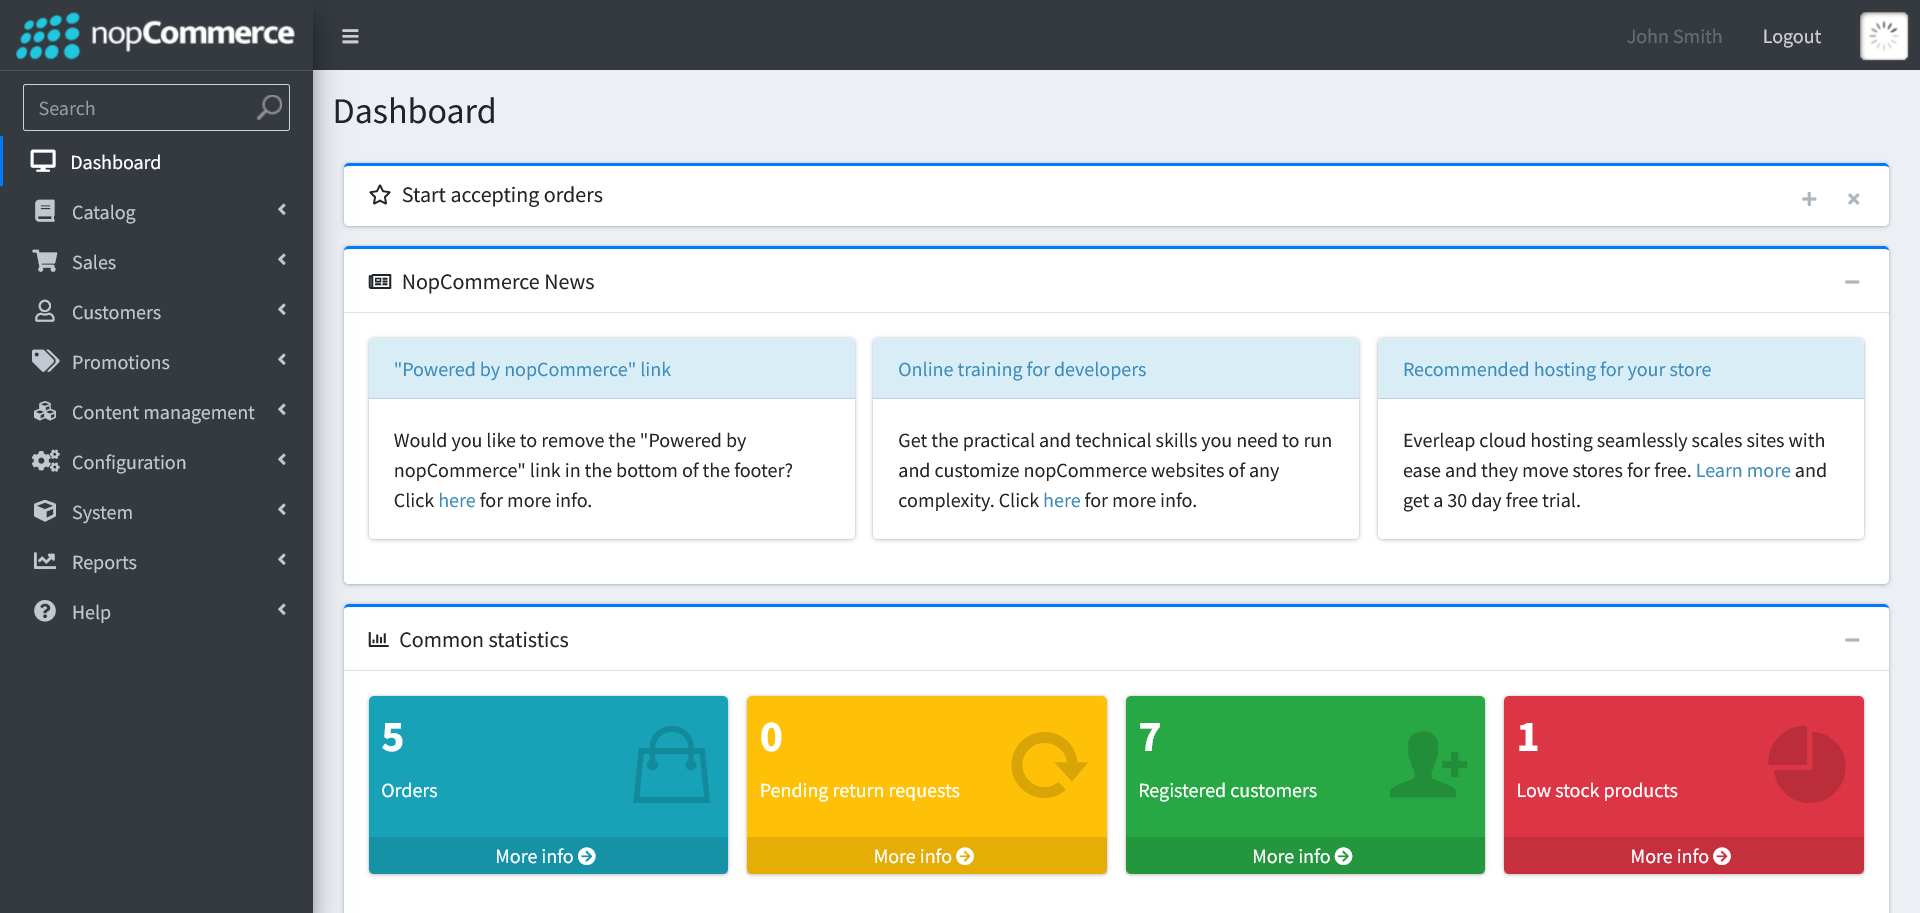 nopCommerce
John Smith
Logout
Search
Dashboard
Catalog
Sales
Customers
Promotions
Content management
Configuration
System
Reports
Help
Dashboard
Start accepting orders
NopCommerce News
"Powered by nopCommerce" link
Would you like to remove the "Powered by
nopCommerce" link in the bottom of the footer?
Click here for more info.
Online training for developers
Get the practical and technical skills you need to run
and customize nopCommerce websites of any
complexity. Click here for more info.
Recommended hosting for your store
Everleap cloud hosting seamlessly scales sites with
ease and they move stores for free. Learn more and
get a 30 day free trial.
Common statistics
5
Orders
More info
0
Pending return requests
More info
7
Registered customers
More info
1
Low stock products
More info